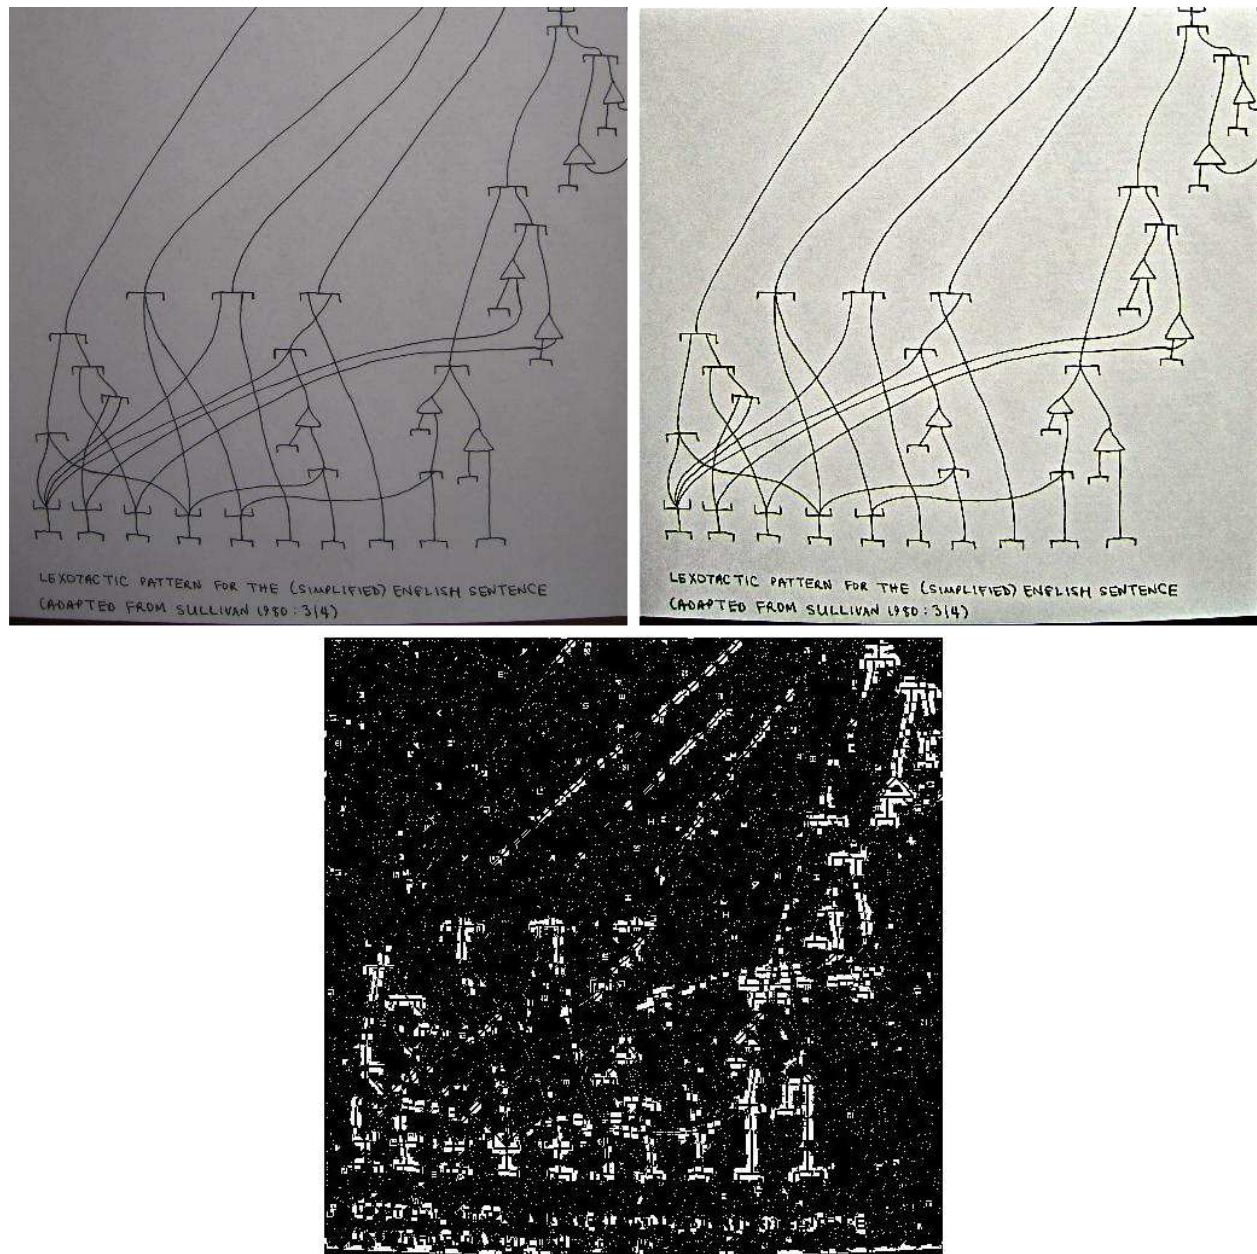 LEXOTACTIC PATTERN FOR THE (SIMPLIFIED) ENGLISH SENTENCE
(ADAPTED FROM SULLIVAN 1980: 314)
LEXOTACTIC PATTERN FOR THE (SIMPLIFIED) ENGLISH SENTENCE
(ADAPTED FROM SULLIVAN 1980: 314)